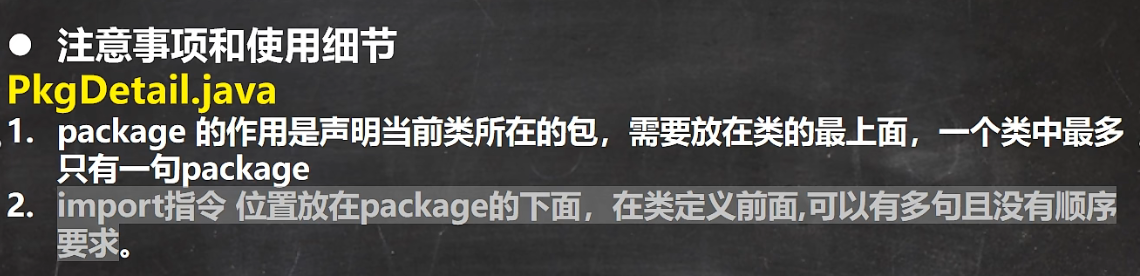 ● 注意事项和使用细节
PkgDetail.java
1. package 的作用是声明当前类所在的包，需要放在类的最上面，一个类中最多
只有一句package
2. import指令 位置放在package的下面，在类定义前面,可以有多句且没有顺序
要求。